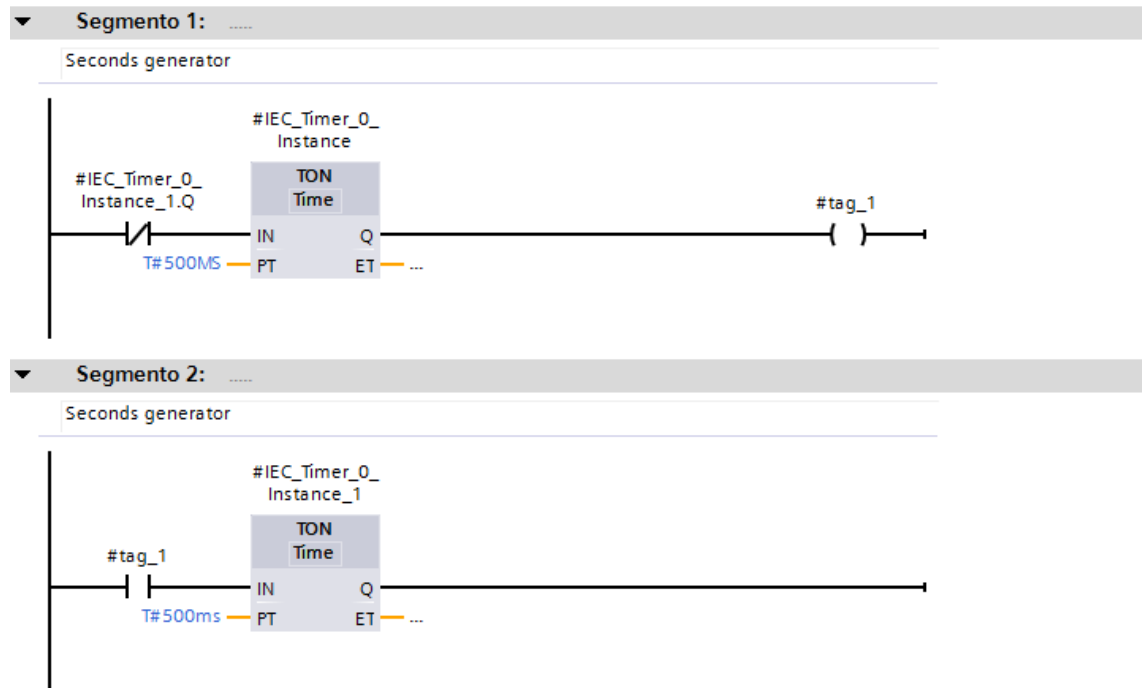 Segmento 1: .....
Seconds generator
#IEC_Timer_0_
Instance
#IEC_Timer_0_
Instance_1.Q
TON
Time
#tag_1
IN Q
T#500MS PT ET ...
Segmento 2: .....
Seconds generator
#IEC_Timer_0_
Instance_1
TON
Time
#tag_1
IN Q
T#500ms PT ET ...